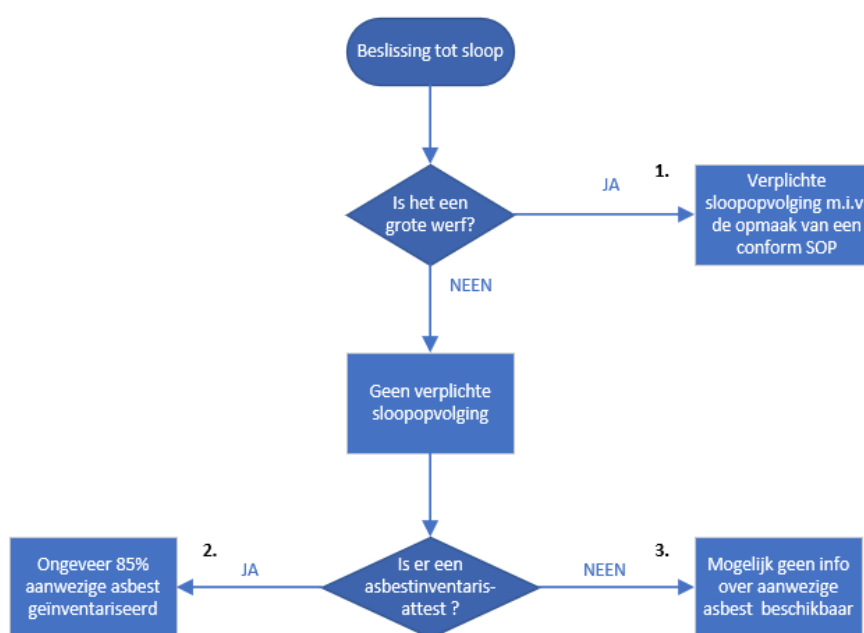 Beslissing tot sloop
Is het een
grote werf?
JA
1.
Verplichte
sloopopvolging m.i.v
de opmaak van een
conform SOP
NEEN
Geen verplichte
sloopopvolging
Ongeveer 85%
aanwezige asbest
geïnventariseerd
2.
JA
Is er een
asbestinventaris-
attest ?
NEEN
3.
Mogelijk geen info
over aanwezige
asbest beschikbaar